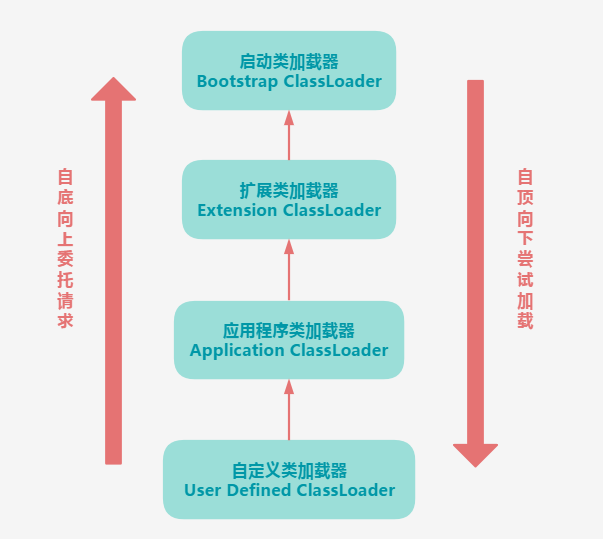 启动类加载器
Bootstrap ClassLoader
扩展类加载器
Extension ClassLoader
应用程序类加载器
Application ClassLoader
自定义类加载器
User Defined ClassLoader
自底向上委托请求
自顶向下尝试加载